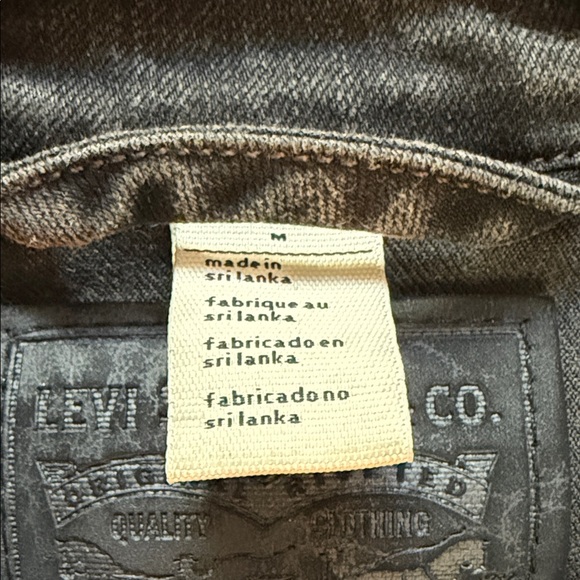 M
made in
sri lanka
fabrique au
sri lanka
fabricado en
sri lanka
fabricado no
sri lanka
LEVI CO.
QUALITY CLOTHING